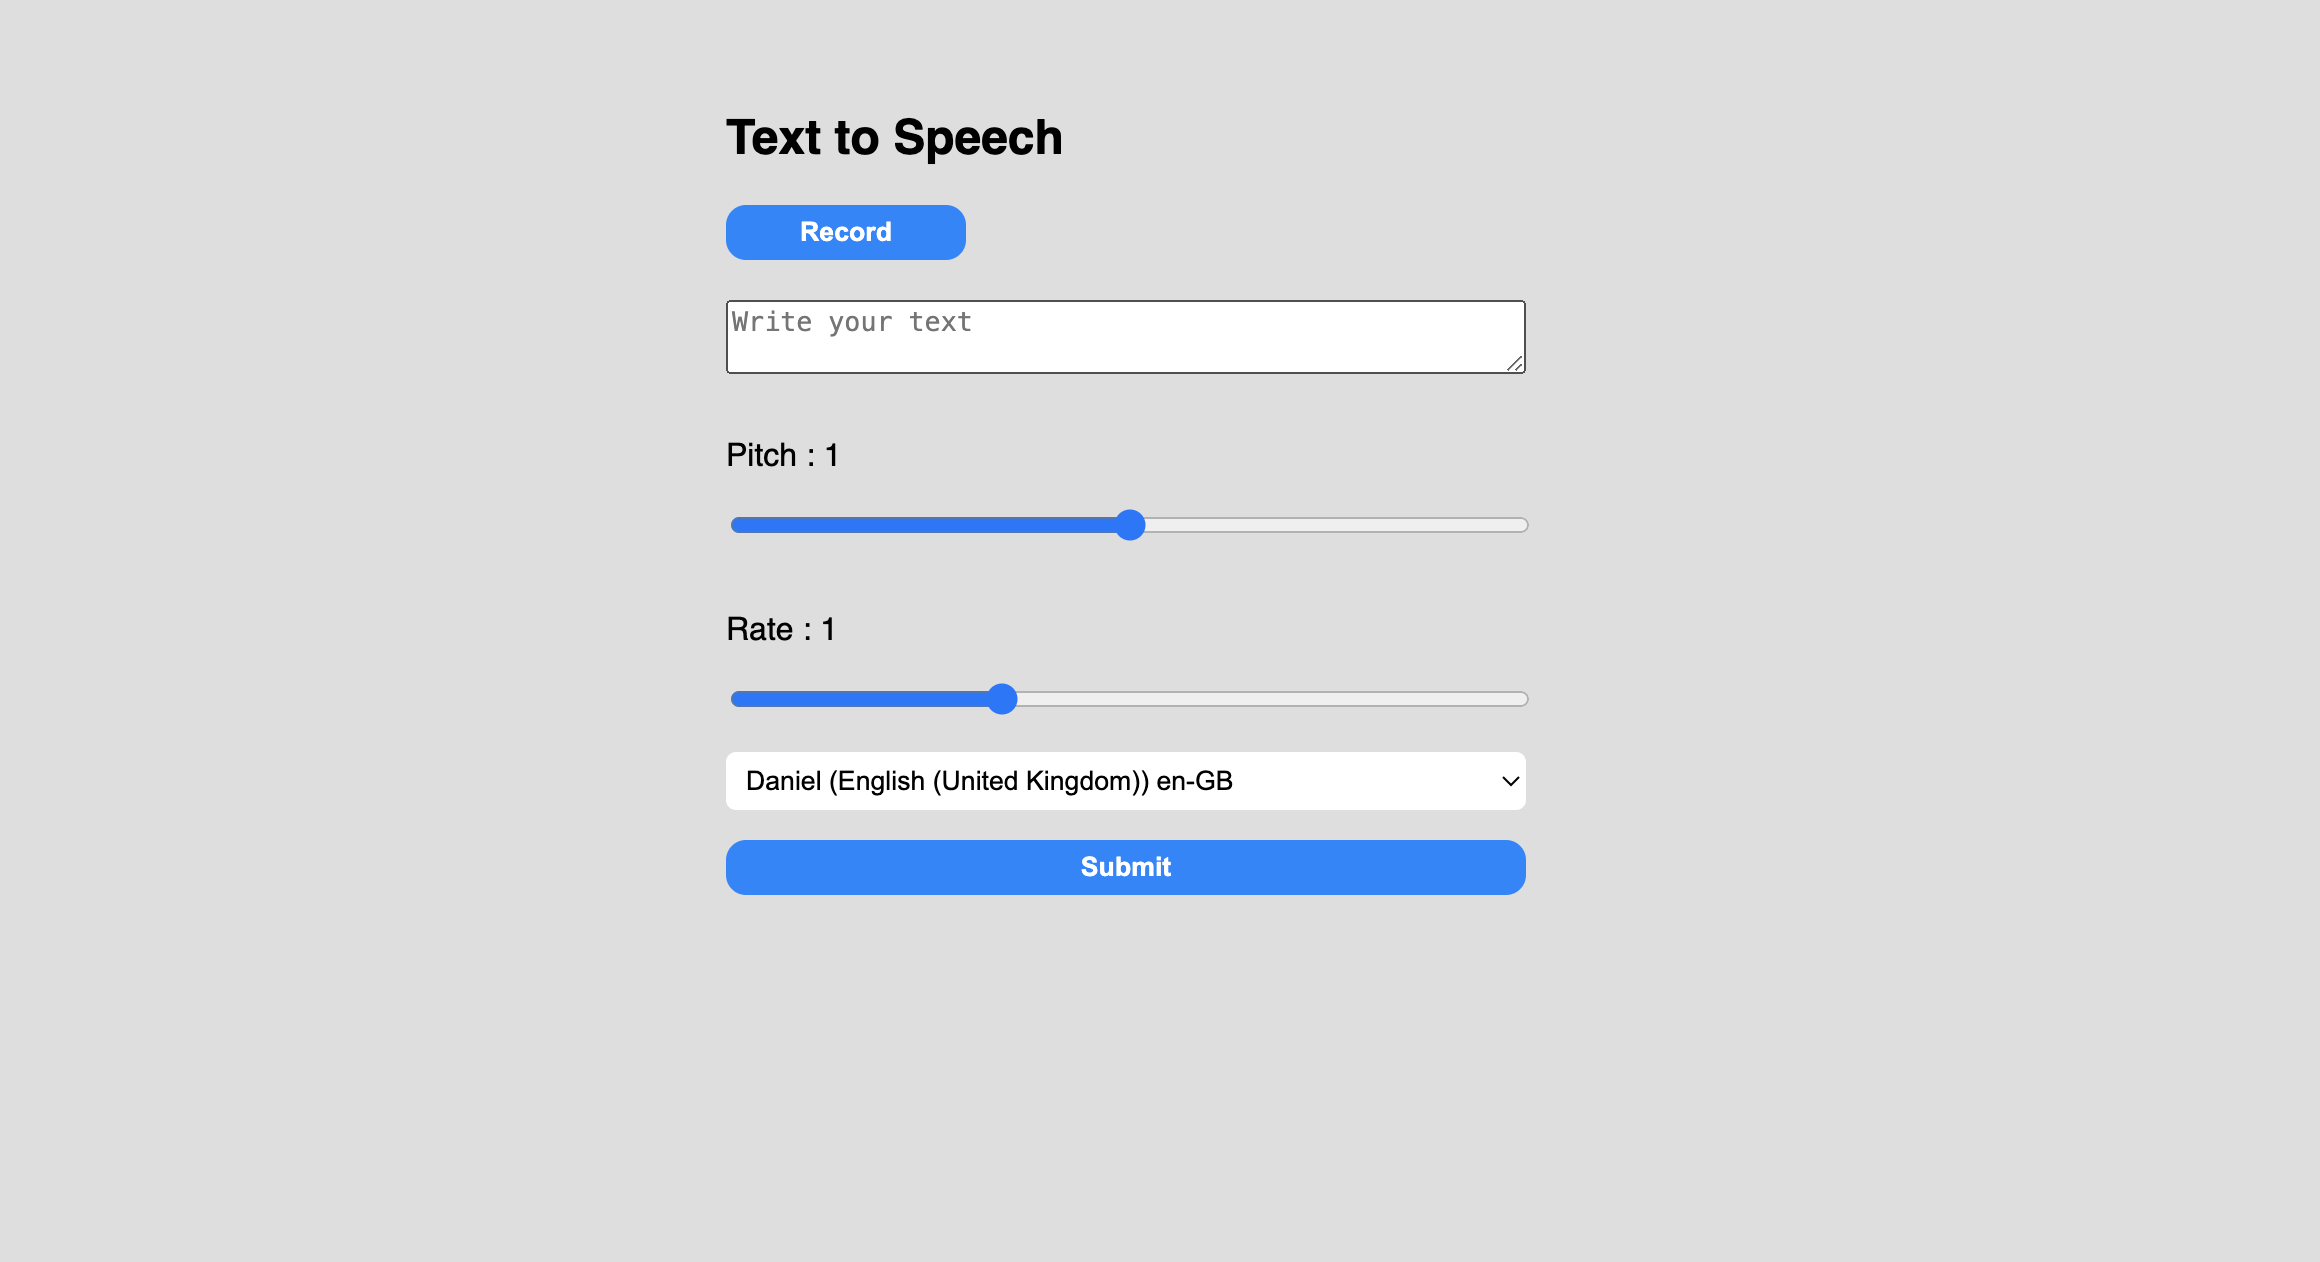 Text to Speech
Record
Write your text
Pitch : 1
Rate : 1
Daniel (English (United Kingdom)) en-GB
Submit